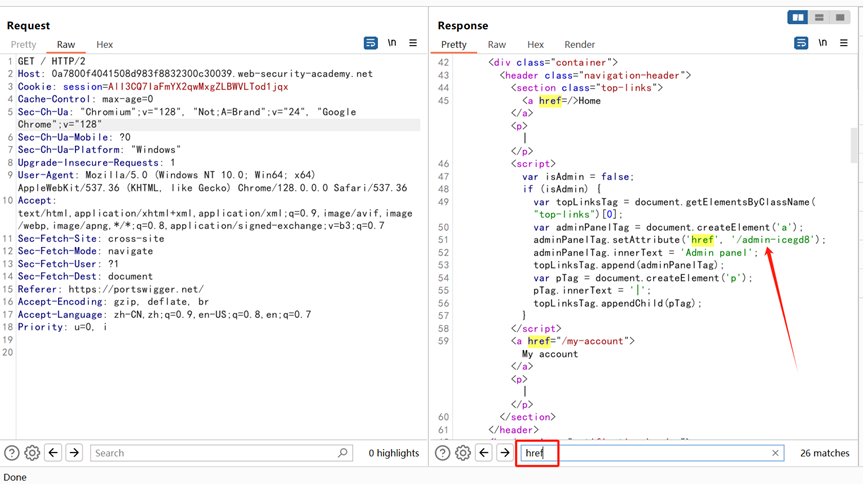 Request
Pretty Raw Hex \n
1 GET / HTTP/2
2 Host: 0a7800f4041508d983f8832300c30039.web-security-academy.net
3 Cookie: session=AlI3CQ7laFmYX2qwMxgZLBWVLTod1jqx
4 Cache-Control: max-age=0
5 Sec-Ch-Ua: "Chromium";v="128", "Not;A=Brand";v="24", "Google
Chrome";v="128"
6 Sec-Ch-Ua-Mobile: ?0
7 Sec-Ch-Ua-Platform: "Windows"
8 Upgrade-Insecure-Requests: 1
9 User-Agent: Mozilla/5.0 (Windows NT 10.0; Win64; x64)
AppleWebKit/537.36 (KHTML, like Gecko) Chrome/128.0.0.0 Safari/537.36
10 Accept:
text/html,application/xhtml+xml,application/xml;q=0.9,image/avif,image
/webp,image/apng,*/*;q=0.8,application/signed-exchange;v=b3;q=0.7
11 Sec-Fetch-Site: cross-site
12 Sec-Fetch-Mode: navigate
13 Sec-Fetch-User: ?1
14 Sec-Fetch-Dest: document
15 Referer: https://portswigger.net/
16 Accept-Encoding: gzip, deflate, br
17 Accept-Language: zh-CN,zh;q=0.9,en-US;q=0.8,en;q=0.7
18 Priority: u=0, i
19
20
Search 0 highlights
Response
Pretty Raw Hex Render \n
42 <div class="container">
43 <header class="navigation-header">
44 <section class="top-links">
45 <a href=/>Home
</a>
<p>
|
</p>
46 <script>
47 var isAdmin = false;
48 if (isAdmin) {
49 var topLinksTag = document.getElementsByClassName(
"top-links")[0];
50 var adminPanelTag = document.createElement('a');
51 adminPanelTag.setAttribute('href', '/admin-icegd8');
52 adminPanelTag.innerText = 'Admin panel';
53 topLinksTag.append(adminPanelTag);
54 var pTag = document.createElement('p');
55 pTag.innerText = '|';
56 topLinksTag.appendChild(pTag);
57 }
58 </script>
59 <a href="/my-account">
My account
</a>
<p>
|
</p>
60 </section>
61 </header>
href 26 matches
Done